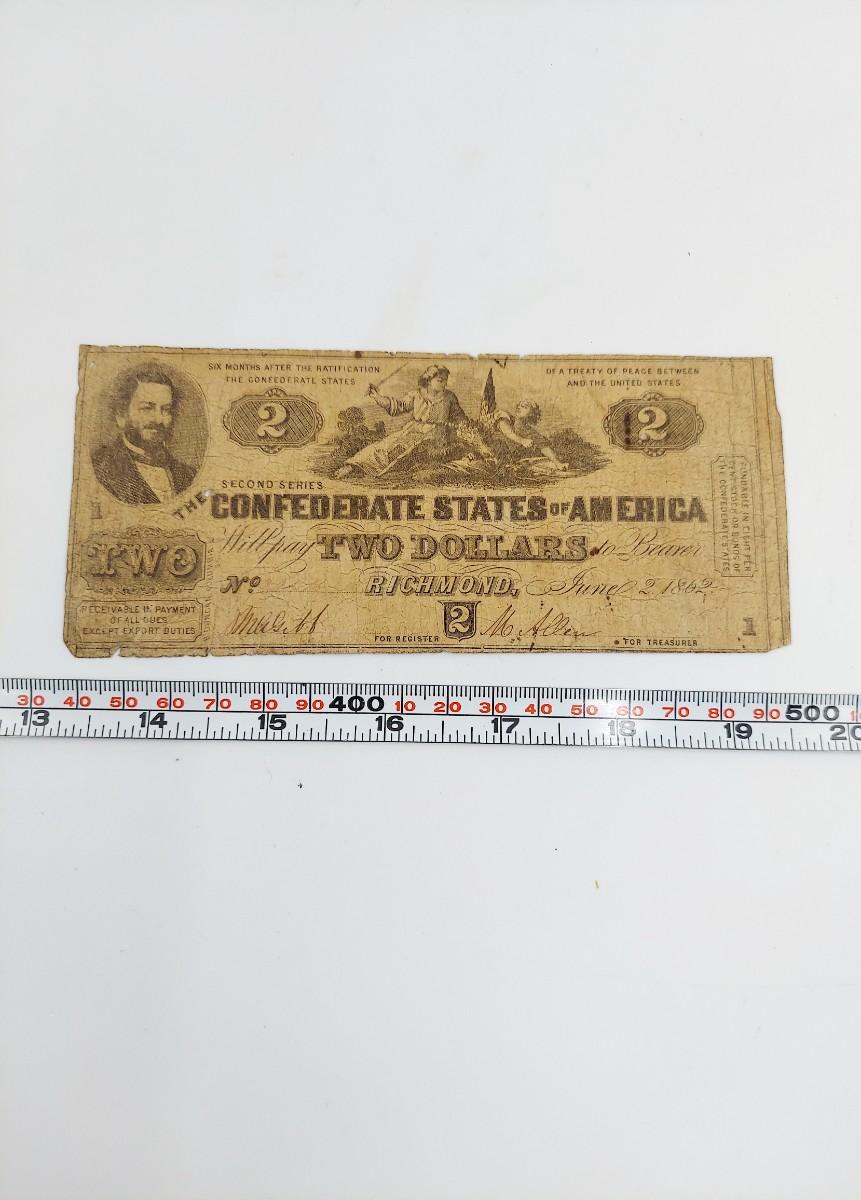 SIX MONTHS AFTER THE RATIFICATION
THE CONFEDERATE STATES
OF A TREATY OF PEACE BETWEEN
AND THE UNITED STATES
2
2
SECOND SERIES
THE CONFEDERATE STATES OF AMERICA
1
FUNDABLE IN EIGHT PER
CENT STOCK OR BONDS OF
THE CONFEDERATE STATES
TWO
Will pay TWO DOLLARS to Bearer
No
RICHMOND, June 2, 1862
RECEIVABLE IN PAYMENT
OF ALL DUES
EXCEPT EXPORT DUTIES
FOR REGISTER
2
M. Allen
FOR TREASURER
1
30 40 50 60 70 80 90 400 10 20 30 40 50 60 70 80 90 500 1
13 14 15 16 17 18 19 20